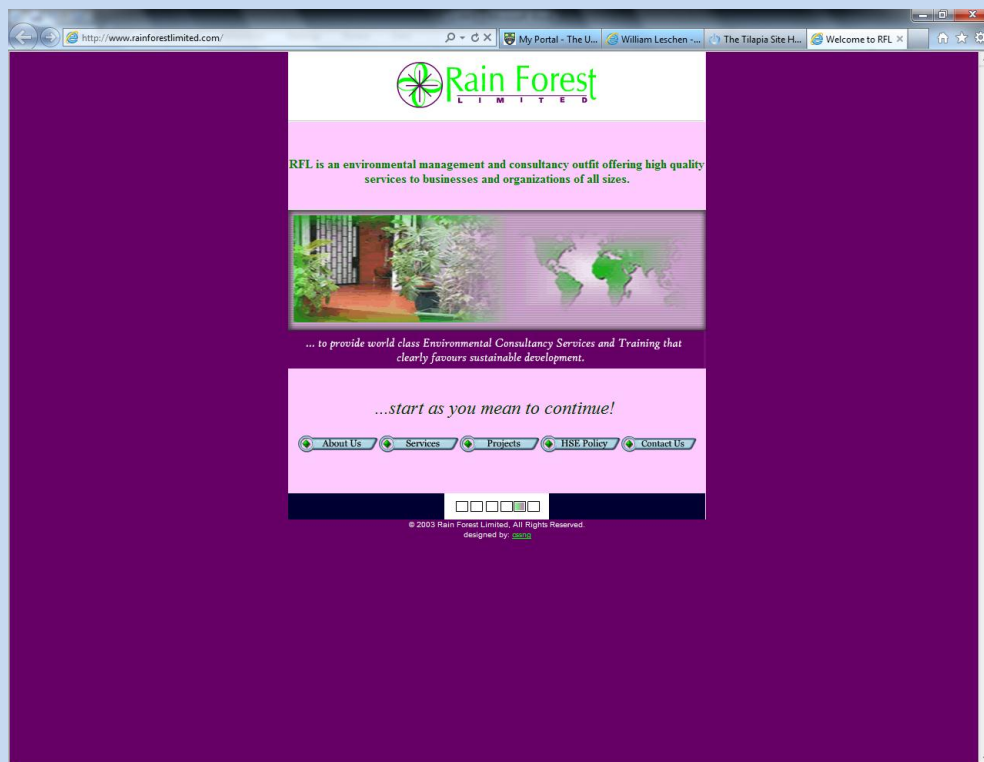 http://www.rainforestlimited.com/
My Portal - The U...
William Leschen -...
The Tilapia Site H...
Welcome to RFL
Rain Forest
LIMITED
RFL is an environmental management and consultancy outfit offering high quality
services to businesses and organizations of all sizes.
... to provide world class Environmental Consultancy Services and Training that
clearly favours sustainable development.
...start as you mean to continue!
About Us
Services
Projects
HSE Policy
Contact Us
© 2003 Rain Forest Limited, All Rights Reserved.
designed by: